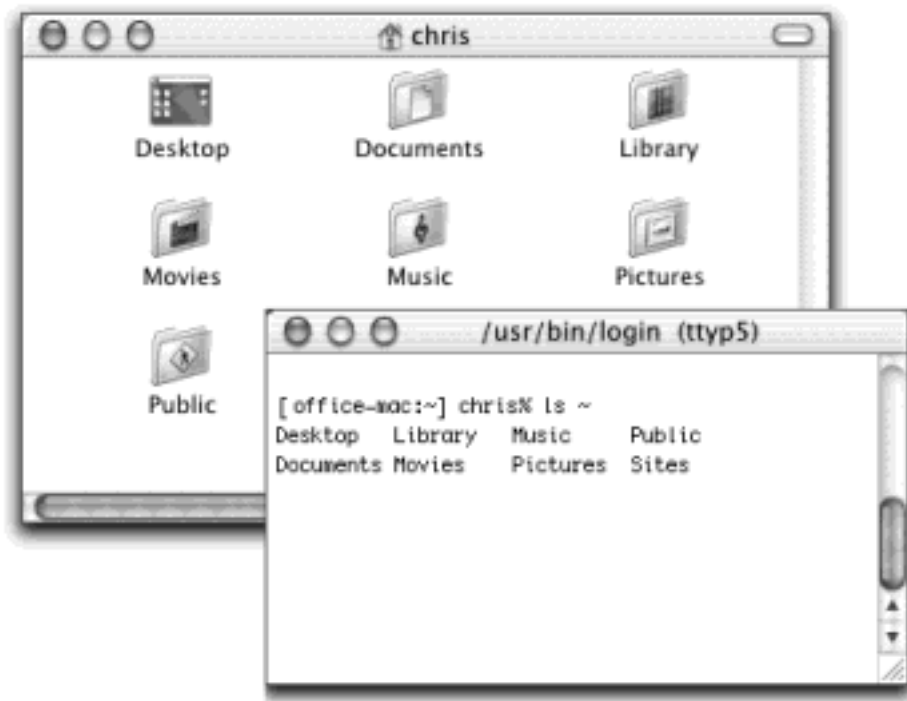 chris
Desktop Documents Library
Movies Music Pictures
Public
/usr/bin/login (ttyp5)
[office-mac:~] chris% ls ~
Desktop Library Music Public
Documents Movies Pictures Sites